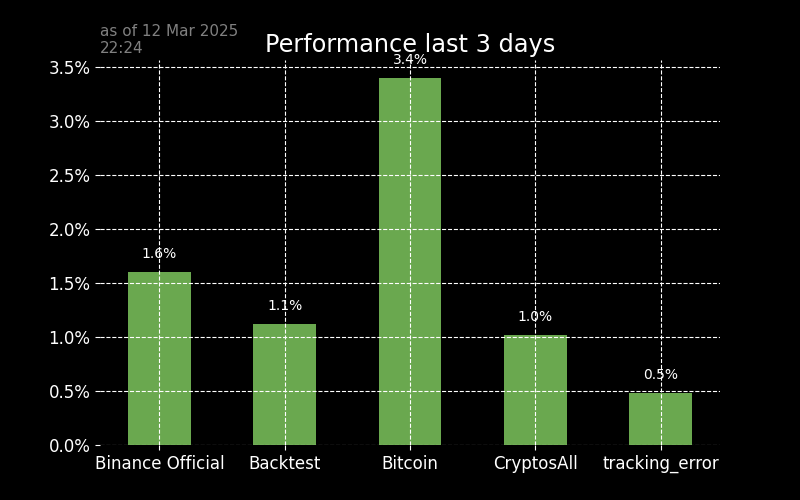 as of 12 Mar 2025
22:24
Performance last 3 days
3.5%
3.0%
2.5%
2.0%
1.5%
1.0%
0.5%
0.0%
1.6%
1.1%
3.4%
1.0%
0.5%
Binance Official
Backtest
Bitcoin
CryptosAll
tracking_error